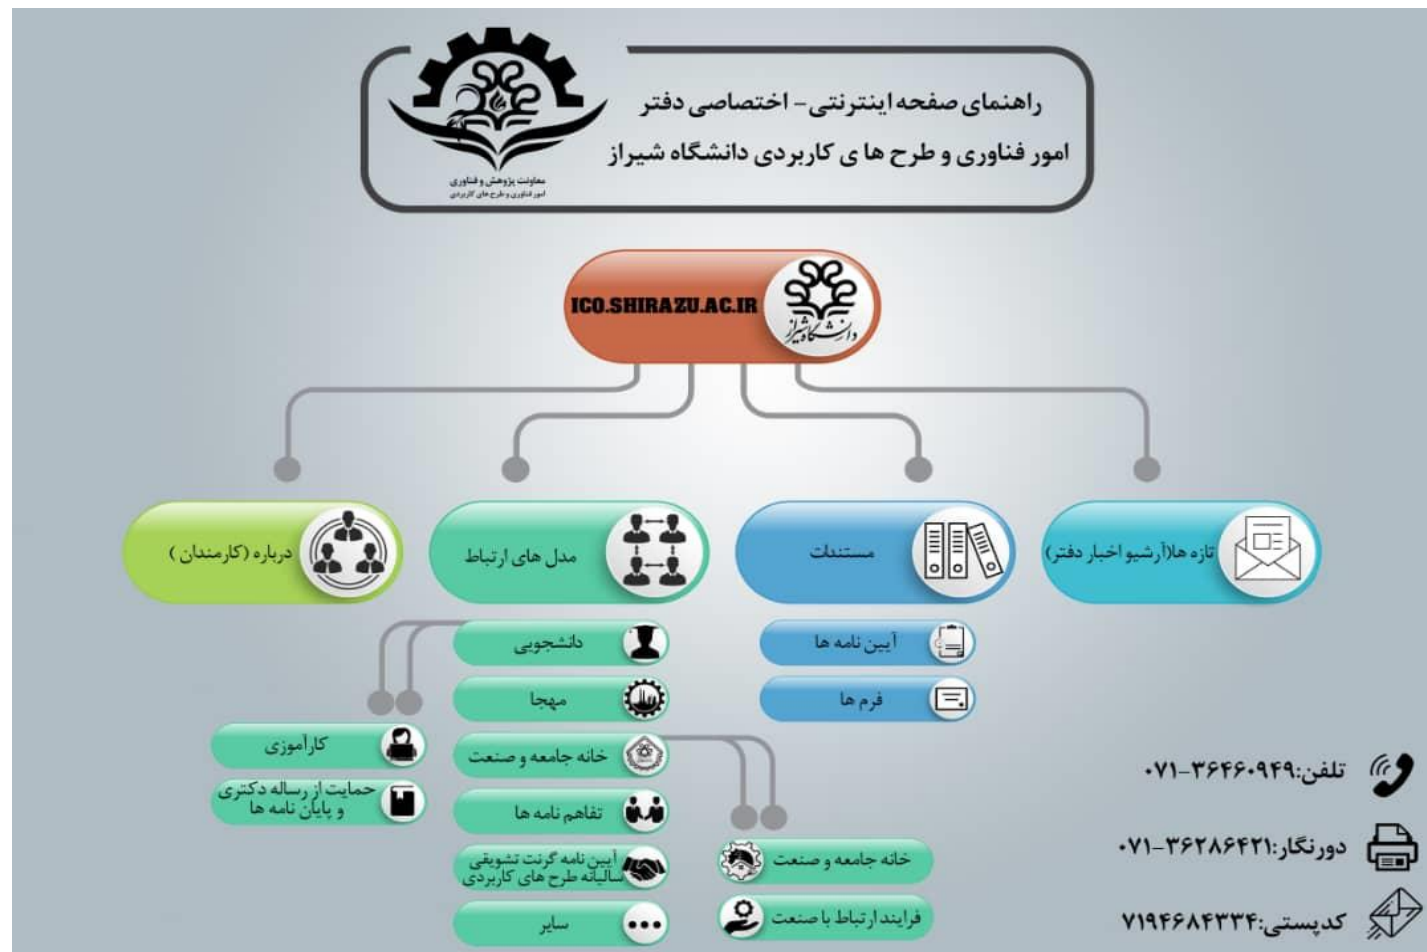 راهنمای صفحه اینترنتی- اختصاصی دفتر
امور فناوری و طرح ها ی کاربردی دانشگاه شیراز
معاونت پژوهش و فناوری
امور فناوری و طرح های کاربردی
ICO.SHIRAZU.AC.IR
دانشگاه شیراز
تازه ها(آرشیو اخبار دفتر)
مستندات
مدل های ارتباط
درباره (کارمندان )
آیین نامه ها
فرم ها
دانشجویی
مهجا
خانه جامعه و صنعت
تفاهم نامه ها
آیین نامه گرنت تشویقی
سالیانه طرح های کاربردی
سایر
کارآموزی
حمایت از رساله دکتری
و پایان نامه ها
خانه جامعه و صنعت
فرایند ارتباط با صنعت
تلفن:۳۶۴۶۰۹۴۹-۰۷۱
دورنگار:۳۶۲۸۶۴۲۱-۰۷۱
کدپستی:۷۱۹۴۶۸۴۳۳۴